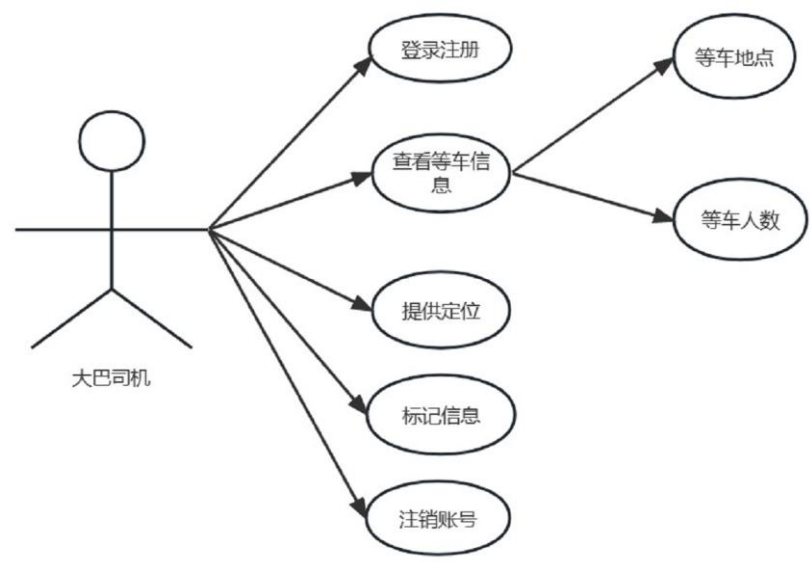 登录注册
等车地点
查看等车信
息
等车人数
提供定位
大巴司机
标记信息
注销账号